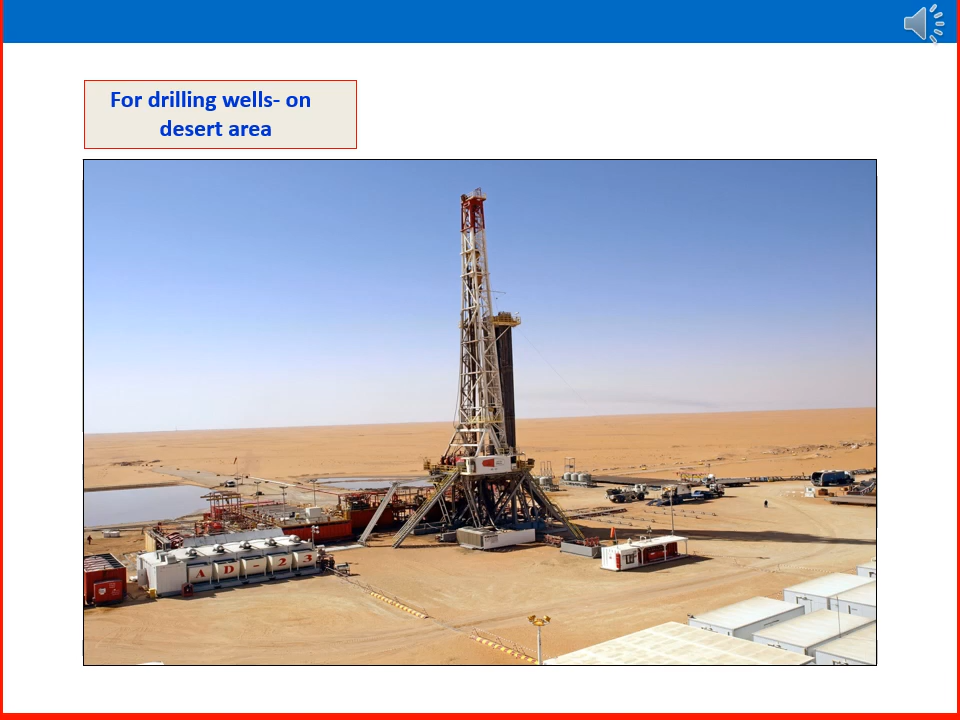 For drilling wells- on
desert area
AD-23